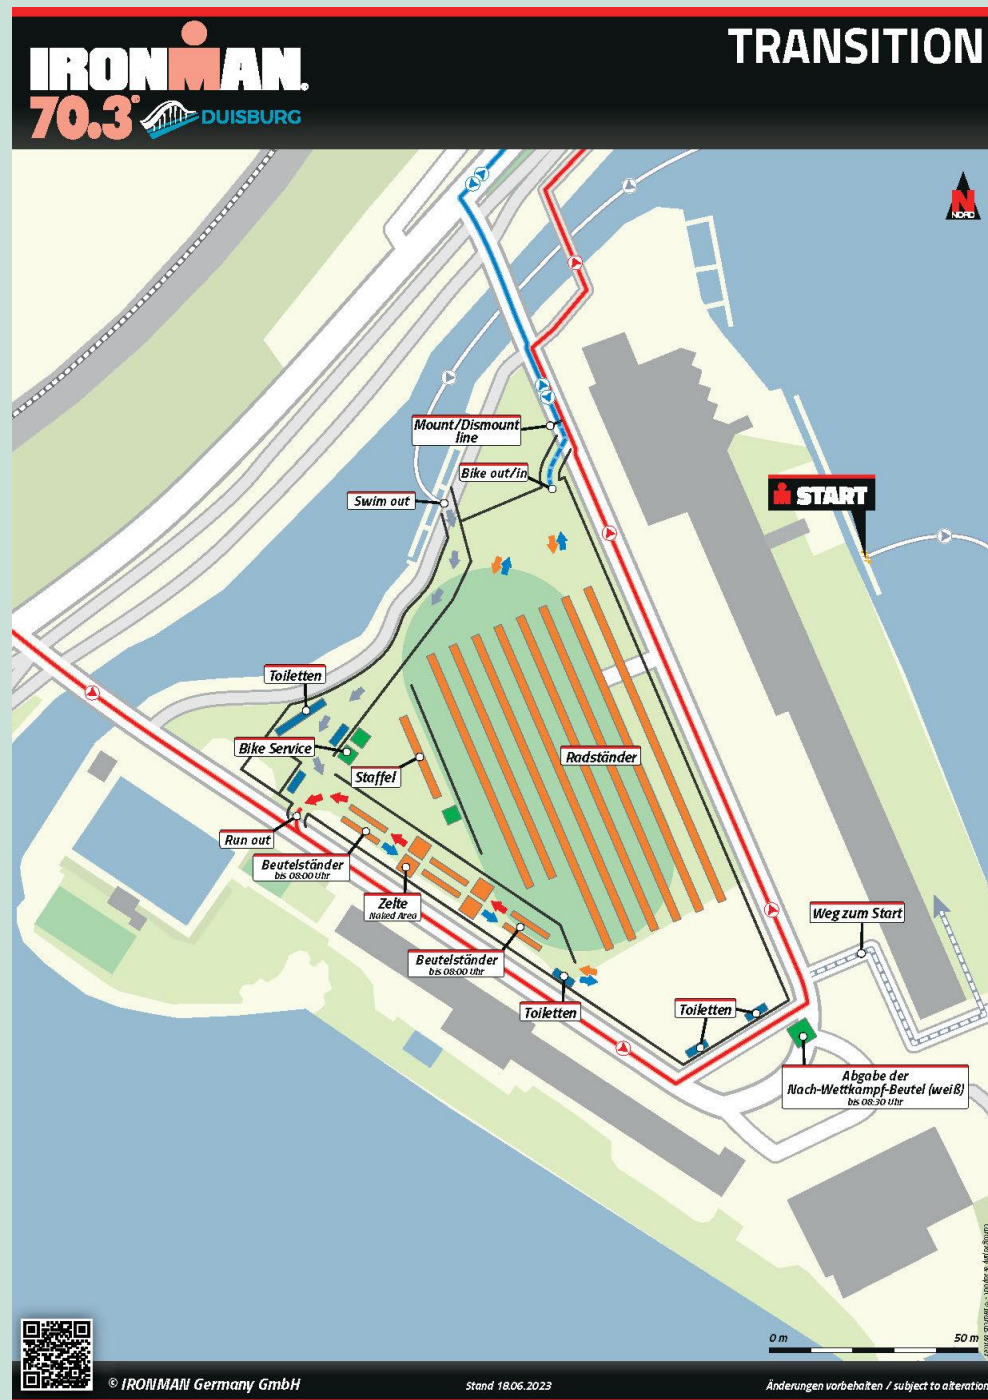 IRONMAN®
70.3® DUISBURG
TRANSITION
N
NORD
Mount/Dismount
line
Bike out/in
Swim out
START
Toiletten
Bike Service
Staffel
Radständer
Run out
Beutelständer
bis 08:00 Uhr
Zelte
Naked Area
Weg zum Start
Beutelständer
bis 08:00 Uhr
Toiletten
Toiletten
Abgabe der
Nach-Wettkampf-Beutel (weiß)
bis 08:30 Uhr
0 m
50 m
© IRONMAN Germany GmbH
Stand 18.06.2023
Änderungen vorbehalten / subject to alteration